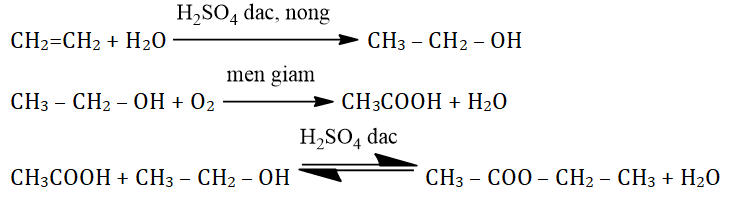 H₂SO₄ dac, nong
CH₂=CH₂ + H₂O CH₃ – CH₂ – OH
men giam
CH₃ – CH₂ – OH + O₂ CH₃COOH + H₂O
H₂SO₄ dac
CH₃COOH + CH₃ – CH₂ – OH CH₃ – COO – CH₂ – CH₃ + H₂O